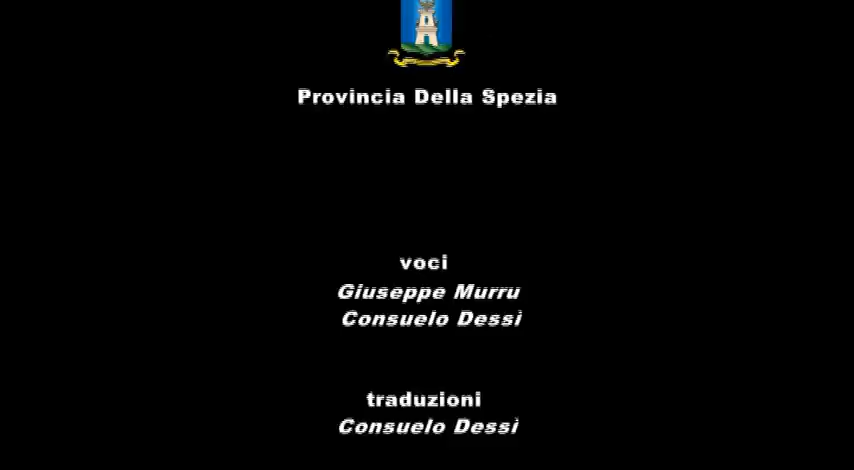 Provincia Della Spezia
voci
Giuseppe Murru
Consuelo Dessì
traduzioni
Consuelo Dessì